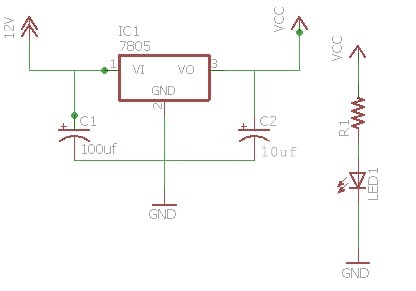 12V
IC1
7805
VCC
1
VI
VO
3
GND
2
C1
100uf
C2
10uf
GND
VCC
R1
LED1
GND